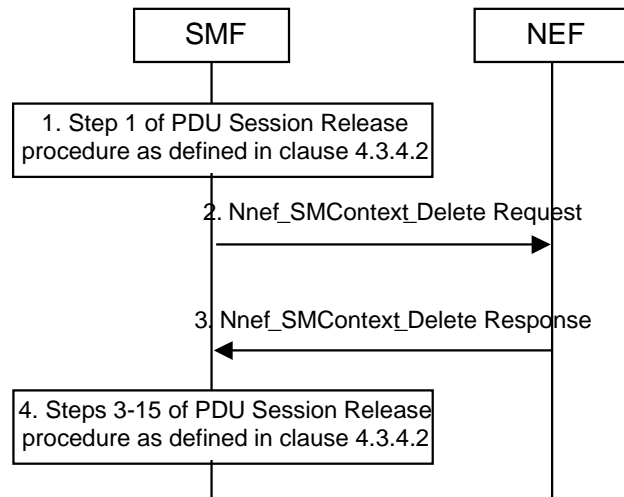 SMF
NEF
1. Step 1 of PDU Session Release
procedure as defined in clause 4.3.4.2
2. Nnef_SMContext_Delete Request
3. Nnef_SMContext_Delete Response
4. Steps 3-15 of PDU Session Release
procedure as defined in clause 4.3.4.2